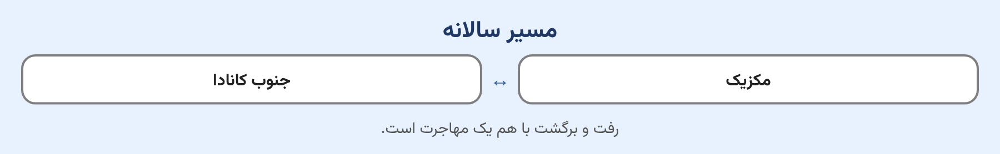 مسیر سالانه
مکزیک ↔ جنوب کانادا
رفت و برگشت با هم یک مهاجرت است.